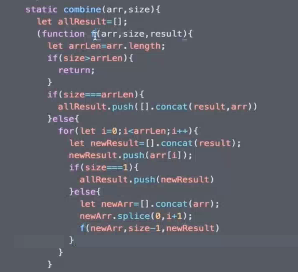 static combine(arr,size){
let allResult=[];
(function f(arr,size,result){
let arrLen=arr.length;
if(size>arrLen){
return;
}
if(size===arrLen){
allResult.push([].concat(result,arr))
}else{
for(let i=0;i<arrLen;i++){
let newResult=[].concat(result);
newResult.push(arr[i]);
if(size===1){
allResult.push(newResult)
}else{
let newArr=[].concat(arr);
newArr.splice(0,i+1);
f(newArr,size-1,newResult)
}
}
}